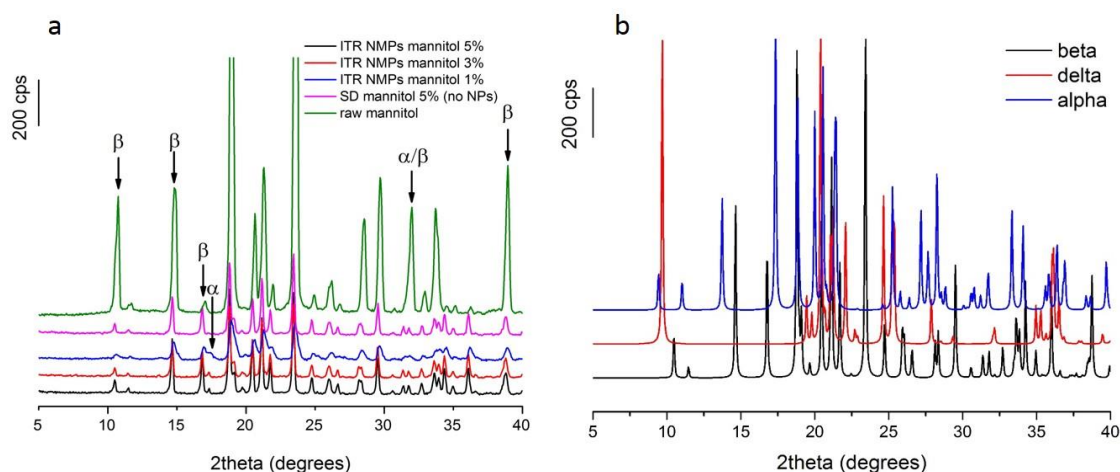 a
ITR NMPs mannitol 5%
ITR NMPs mannitol 3%
ITR NMPs mannitol 1%
SD mannitol 5% (no NPs)
raw mannitol
200 cps
β
β
β
α
α/β
β
5 10 15 20 25 30 35 40
2theta (degrees)
b
beta
delta
alpha
200 cps
5 10 15 20 25 30 35 40
2theta (degrees)